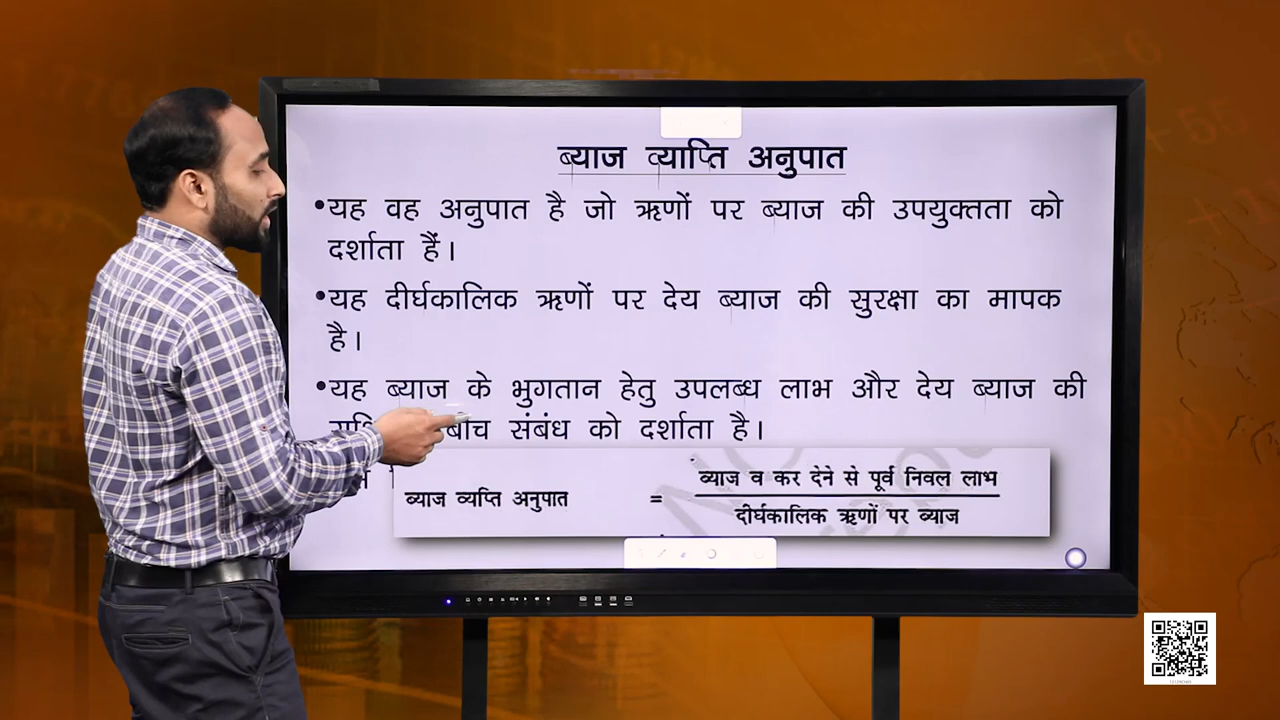 ब्याज व्याप्ति अनुपात
•यह वह अनुपात है जो ऋणों पर ब्याज की उपयुक्तता को
दर्शाता हैं।
•यह दीर्घकालिक ऋणों पर देय ब्याज की सुरक्षा का मापक
है।
•यह ब्याज के भुगतान हेतु उपलब्ध लाभ और देय ब्याज की
बीच संबंध को दर्शाता है।
ब्याज व्यप्ति अनुपात = ब्याज व कर देने से पूर्व निवल लाभ
दीर्घकालिक ऋणों पर ब्याज